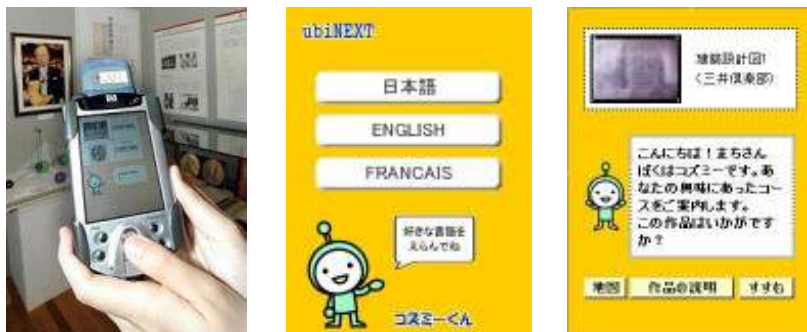 ubiNEXT
日本語
ENGLISH
FRANCAIS
好きな言語を
えらんでね
コズミーくん
建築設計図1
(三井倶楽部)
こんにちは！まちさん
ぼくはコズミーです。あ
なたの興味にあったコー
スをご案内します。
この作品はいかがです
か？
地図
作品の説明
すすむ